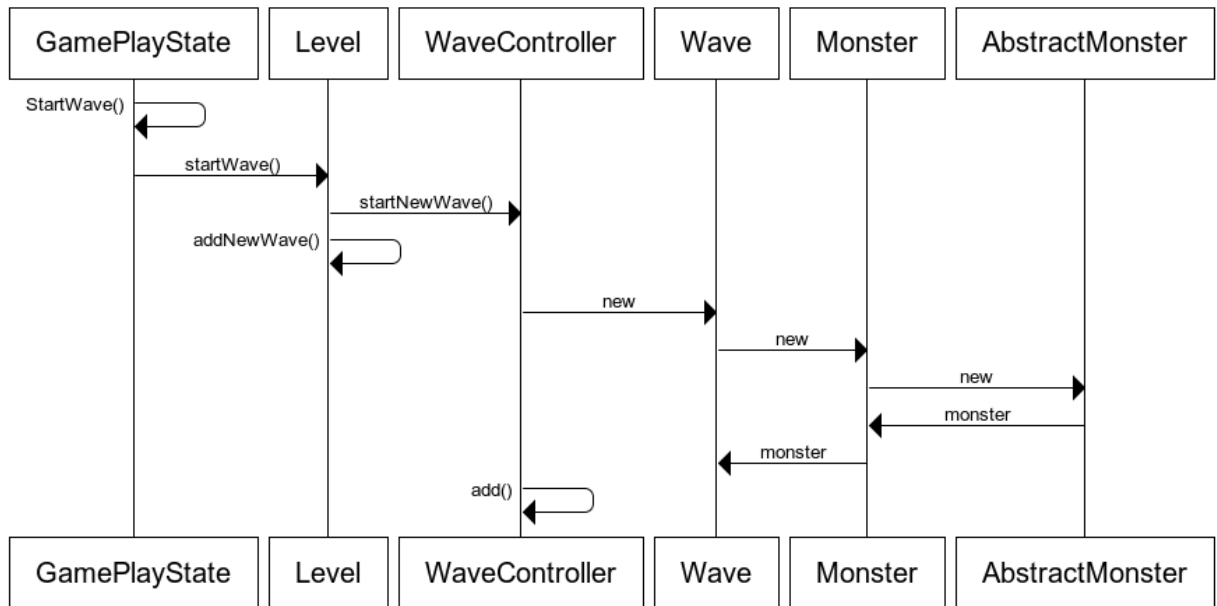 GamePlayState Level WaveController Wave Monster AbstractMonster
StartWave()
startWave()
startNewWave()
addNewWave()
new
new
new
monster
monster
add()
GamePlayState Level WaveController Wave Monster AbstractMonster